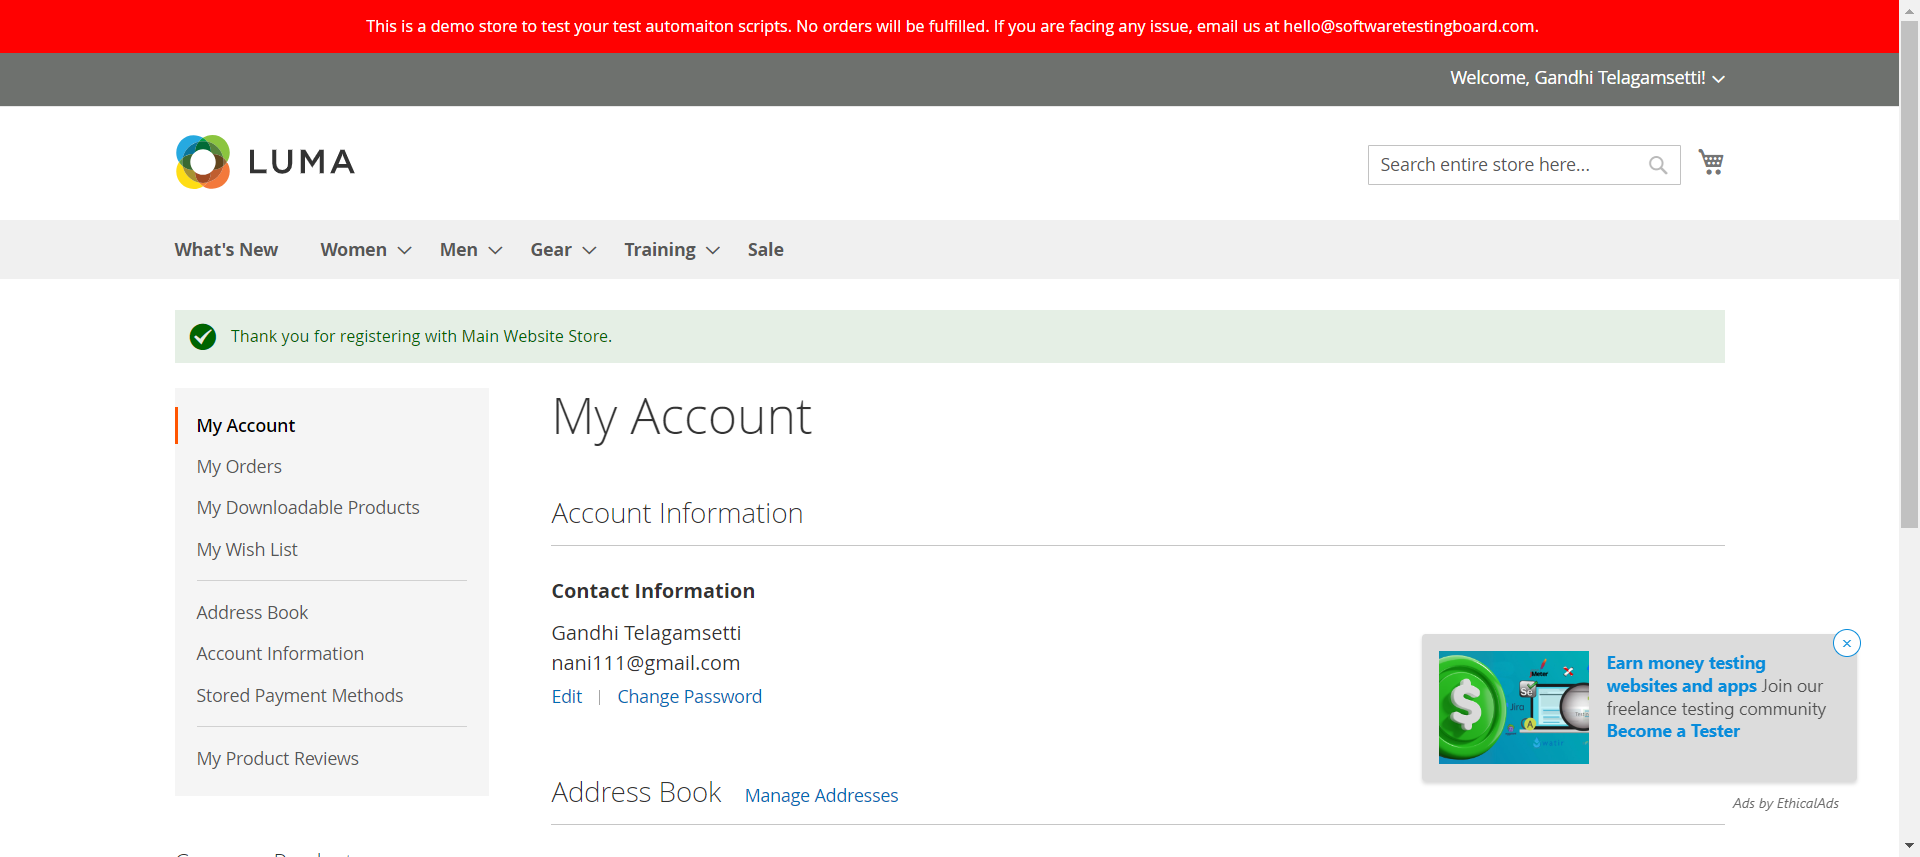 This is a demo store to test your test automaiton scripts. No orders will be fulfilled. If you are facing any issue, email us at hello@softwaretestingboard.com.
Welcome, Gandhi Telagamsetti!
LUMA
Search entire store here...
What's New Women Men Gear Training Sale
Thank you for registering with Main Website Store.
My Account
My Orders
My Downloadable Products
My Wish List
Address Book
Account Information
Stored Payment Methods
My Product Reviews
My Account
Account Information
Contact Information
Gandhi Telagamsetti
nani111@gmail.com
Edit | Change Password
Address Book Manage Addresses
Earn money testing
websites and apps Join our
freelance testing community
Become a Tester
Ads by EthicalAds